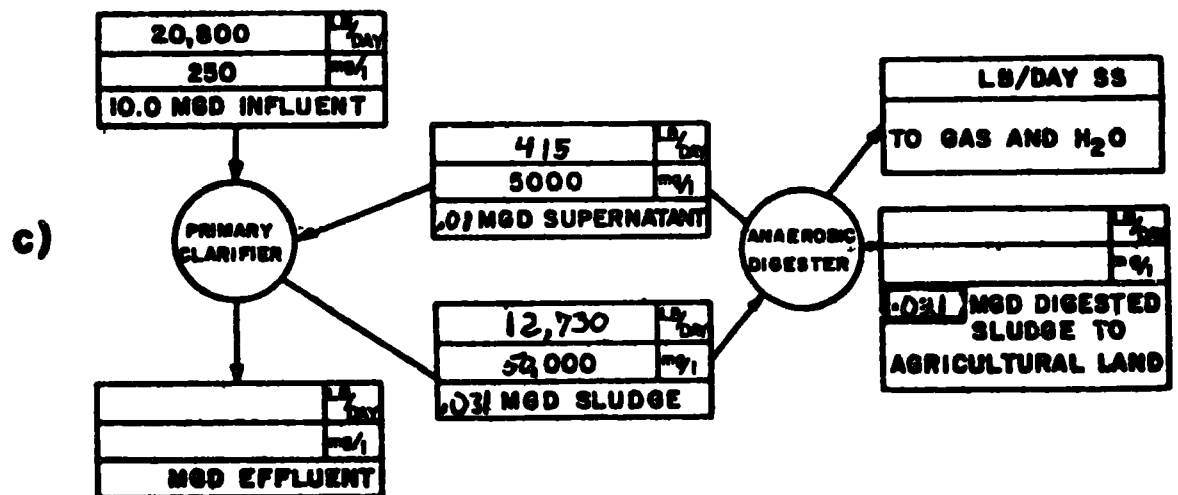 20,800 LB/DAY
250 mg/l
10.0 MGD INFLUENT
LB/DAY SS
TO GAS AND H₂O
415 LB/DAY
5000 mg/l
.01 MGD SUPERNATANT
c)
PRIMARY
CLARIFIER
ANAEROBIC
DIGESTER
LB/DAY
mg/l
.021 MGD DIGESTED
SLUDGE TO
AGRICULTURAL LAND
12,730 LB/DAY
50,000 mg/l
.031 MGD SLUDGE
LB/DAY
mg/l
MGD EFFLUENT